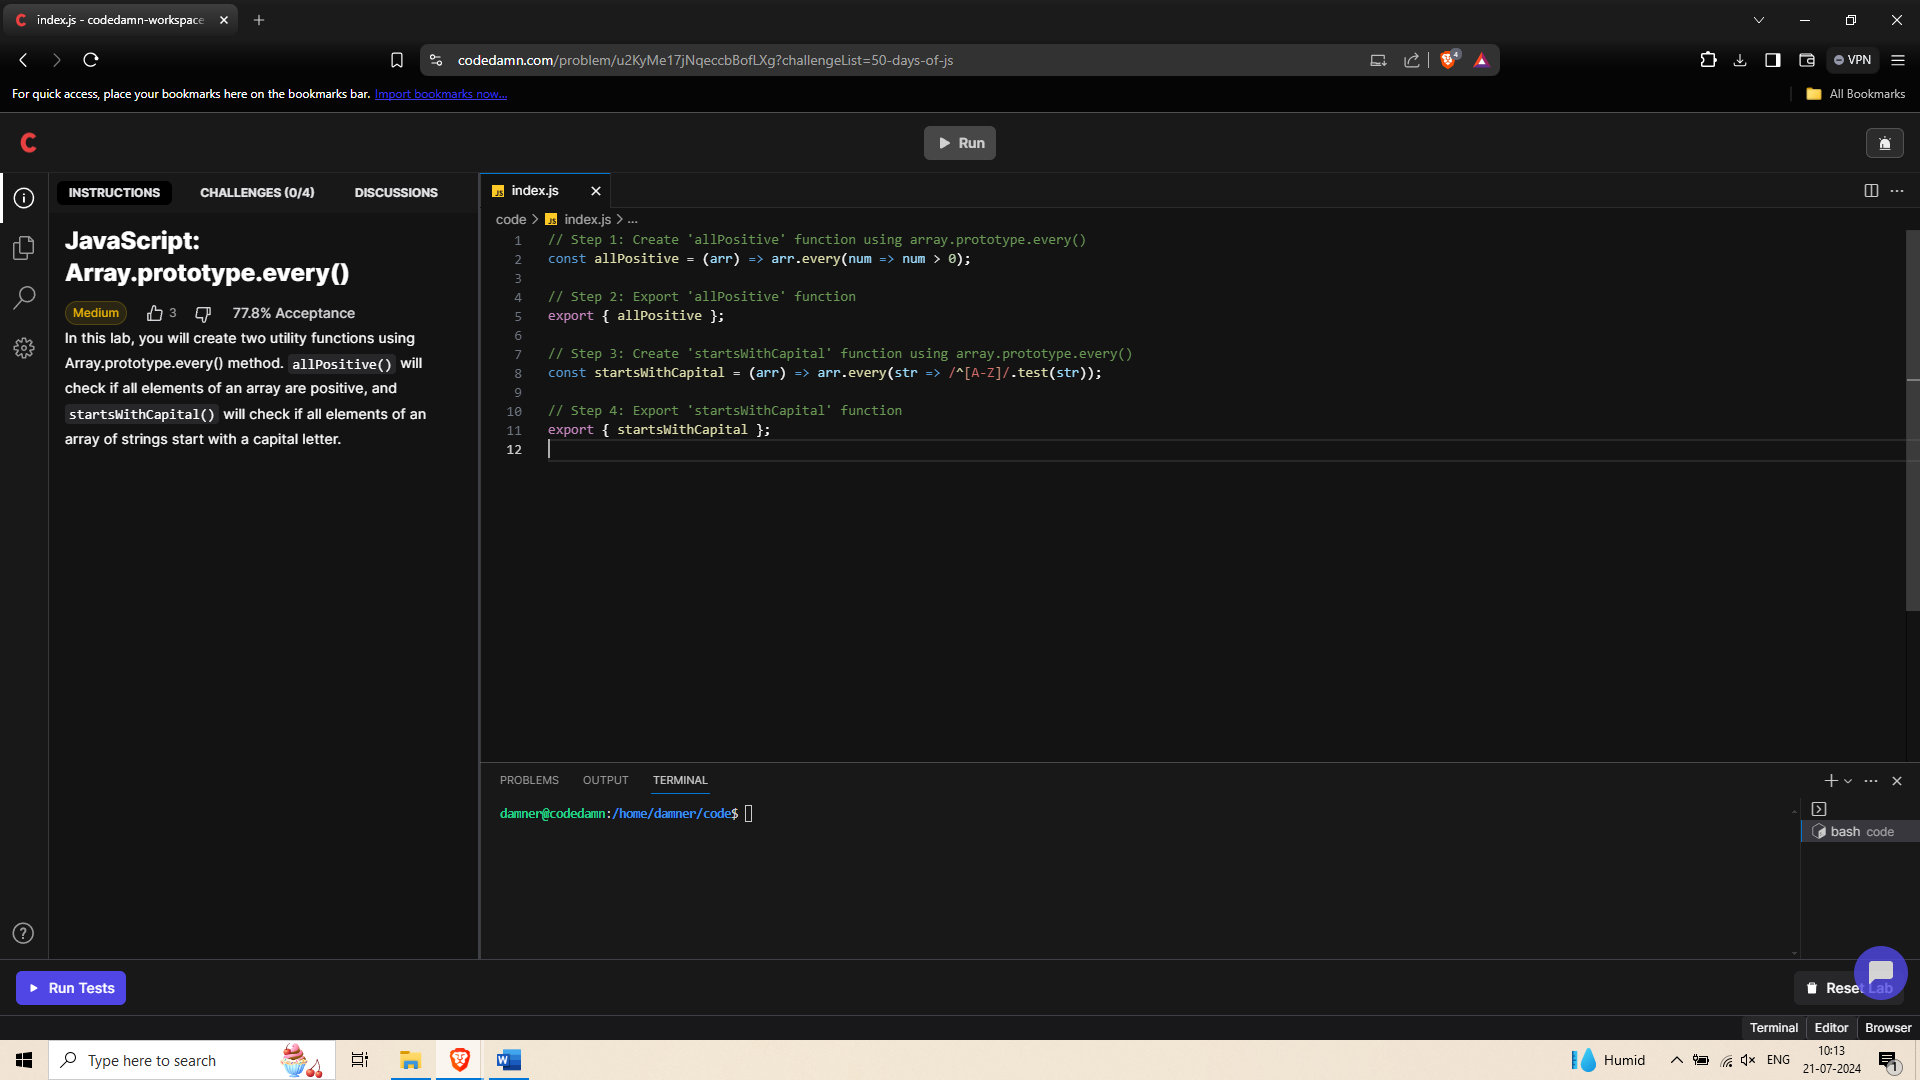 index.js - codedamn-workspace
codedamn.com/problem/u2KyMe17jNqeccbBofLXg?challengeList=50-days-of-js
4
VPN
For quick access, place your bookmarks here on the bookmarks bar. Import bookmarks now...
All Bookmarks
Run
INSTRUCTIONS
CHALLENGES (0/4)
DISCUSSIONS
JavaScript:
Array.prototype.every()
Medium
3
77.8% Acceptance
In this lab, you will create two utility functions using
Array.prototype.every() method. allPositive() will
check if all elements of an array are positive, and
startsWithCapital() will check if all elements of an
array of strings start with a capital letter.
JS index.js
code > JS index.js > ...
1 // Step 1: Create 'allPositive' function using array.prototype.every()
2 const allPositive = (arr) => arr.every(num => num > 0);
3
4 // Step 2: Export 'allPositive' function
5 export { allPositive };
6
7 // Step 3: Create 'startsWithCapital' function using array.prototype.every()
8 const startsWithCapital = (arr) => arr.every(str => /^[A-Z]/.test(str));
9
10 // Step 4: Export 'startsWithCapital' function
11 export { startsWithCapital };
12
PROBLEMS
OUTPUT
TERMINAL
damner@codedamn:/home/damner/code$
bash code
Run Tests
Reset Lab
Terminal
Editor
Browser
Type here to search
Humid
ENG
10:13
21-07-2024
1